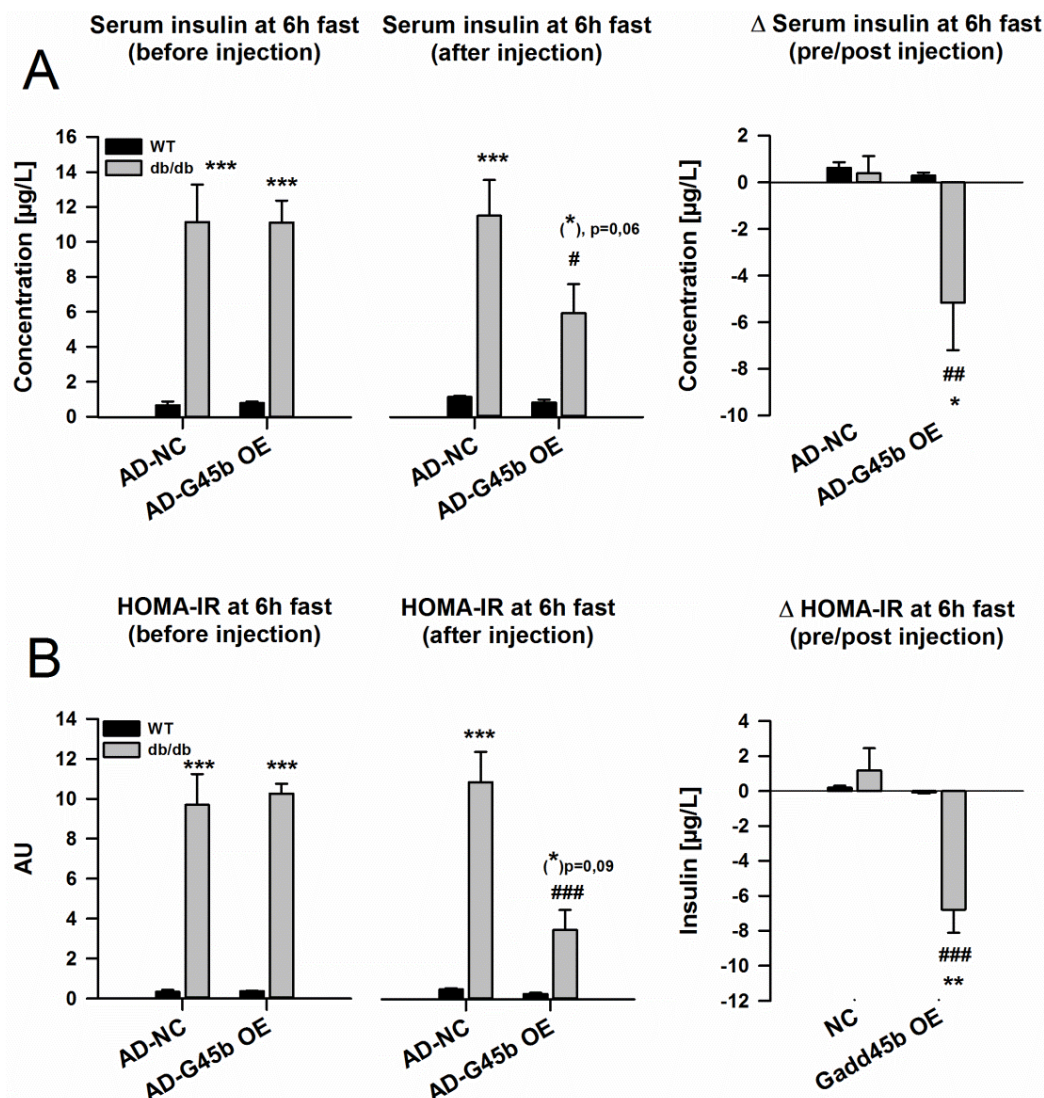 A
Serum insulin at 6h fast
(before injection)
Concentration [µg/L]
16
14
12
10
8
6
4
2
0
WT
db/db
***
***
AD-NC
AD-G45b OE
Serum insulin at 6h fast
(after injection)
***
(*), p=0,06
#
AD-NC
AD-G45b OE
Δ Serum insulin at 6h fast
(pre/post injection)
Concentration [µg/L]
2
0
-2
-4
-6
-8
-10
##
*
AD-NC
AD-G45b OE
B
HOMA-IR at 6h fast
(before injection)
AU
14
12
10
8
6
4
2
0
WT
db/db
***
***
AD-NC
AD-G45b OE
HOMA-IR at 6h fast
(after injection)
***
(*)p=0,09
###
AD-NC
AD-G45b OE
Δ HOMA-IR at 6h fast
(pre/post injection)
Insulin [µg/L]
4
2
0
-2
-4
-6
-8
-10
-12
###
**
NC
Gadd45b OE